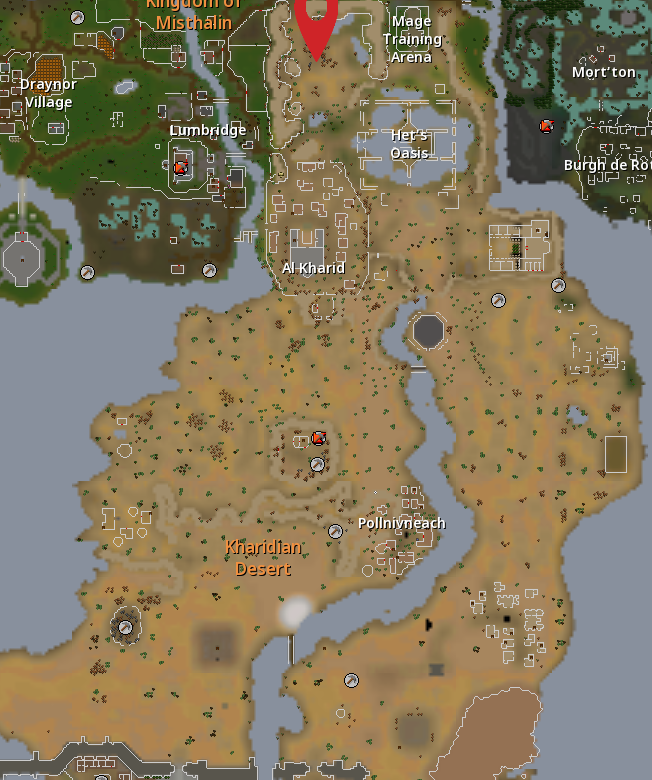 Kingdom of
Misthalin
Mage
Training
Arena
Mort'ton
Draynor
Village
Lumbridge
Het's
Oasis
Burgh de Ro
Al Kharid
Pollnivneach
Kharidian
Desert